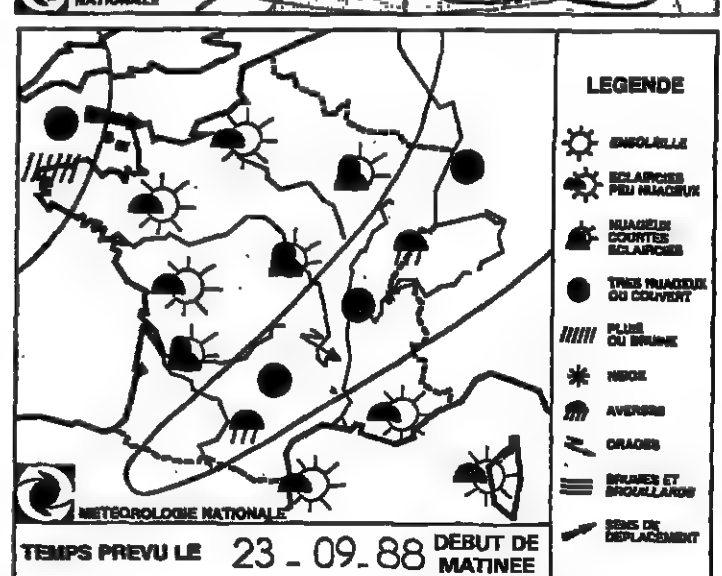 NATIONALE
LEGENDE
ENSOLEILLE
ECLAIRCIES
PEU NUAGEUX
NUAGEUX
COURTES
ECLAIRCIES
TRES NUAGEUX
OU COUVERT
PLUIE
OU BRUINE
NEIGE
AVERSES
ORAGES
BRUMES ET
BROUILLARDS
SENS DE
DEPLACEMENT
METEOROLOGIE NATIONALE
TEMPS PREVU LE 23-09-88 DEBUT DE
MATINEE